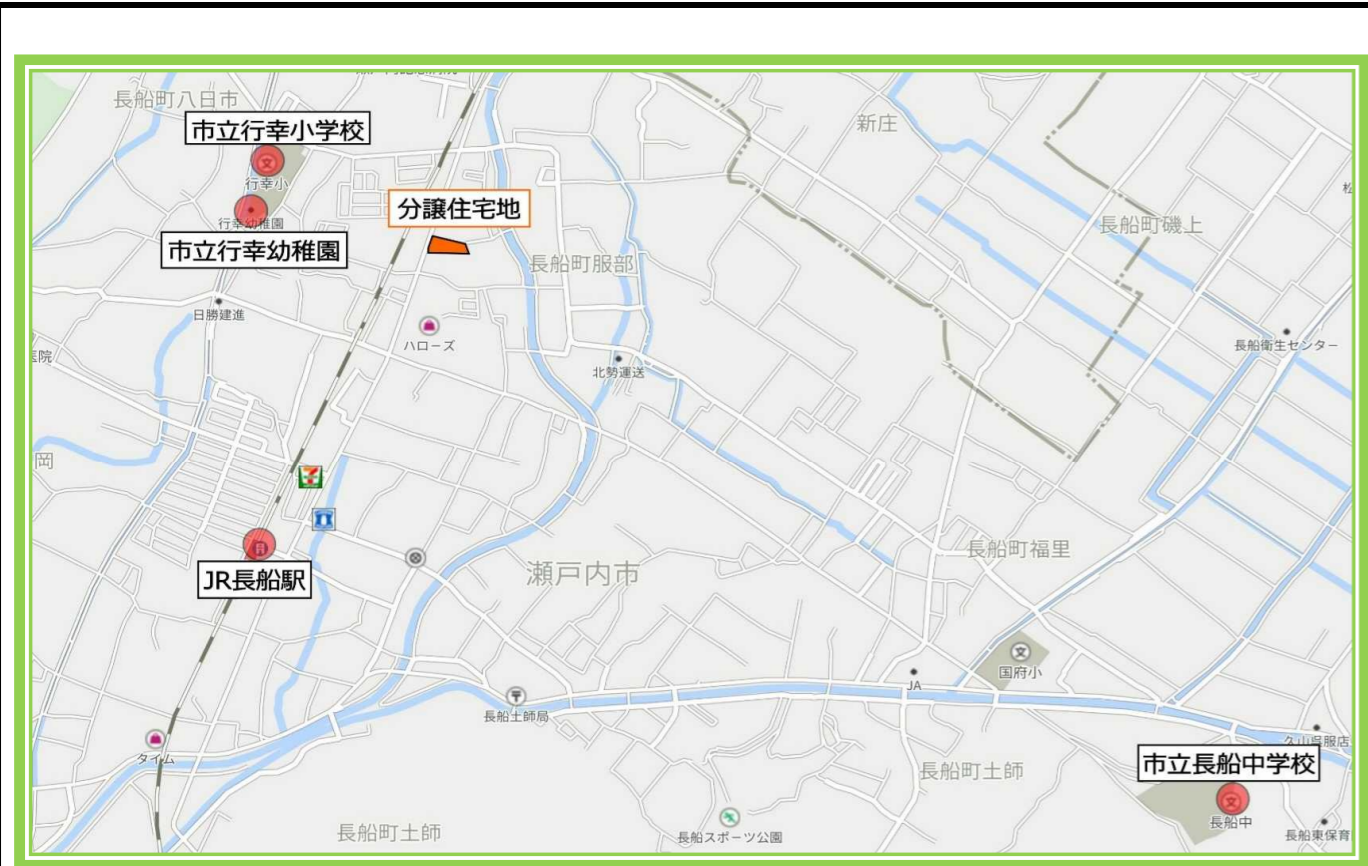 長船町八日市
市立行幸小学校
文
行幸小
行幸幼稚園
市立行幸幼稚園
分譲住宅地
新庄
長船町磯上
長船町服部
日勝建進
ハローズ
医院
北勢運送
長船衛生センター
岡
7
JR長船駅
瀬戸内市
長船町福里
文
国府小
JA
〒
長船土師局
タイム
久山呉服店
市立長船中学校
長船町土師
文
長船中
長船スポーツ公園
長船東保育
長船町土師